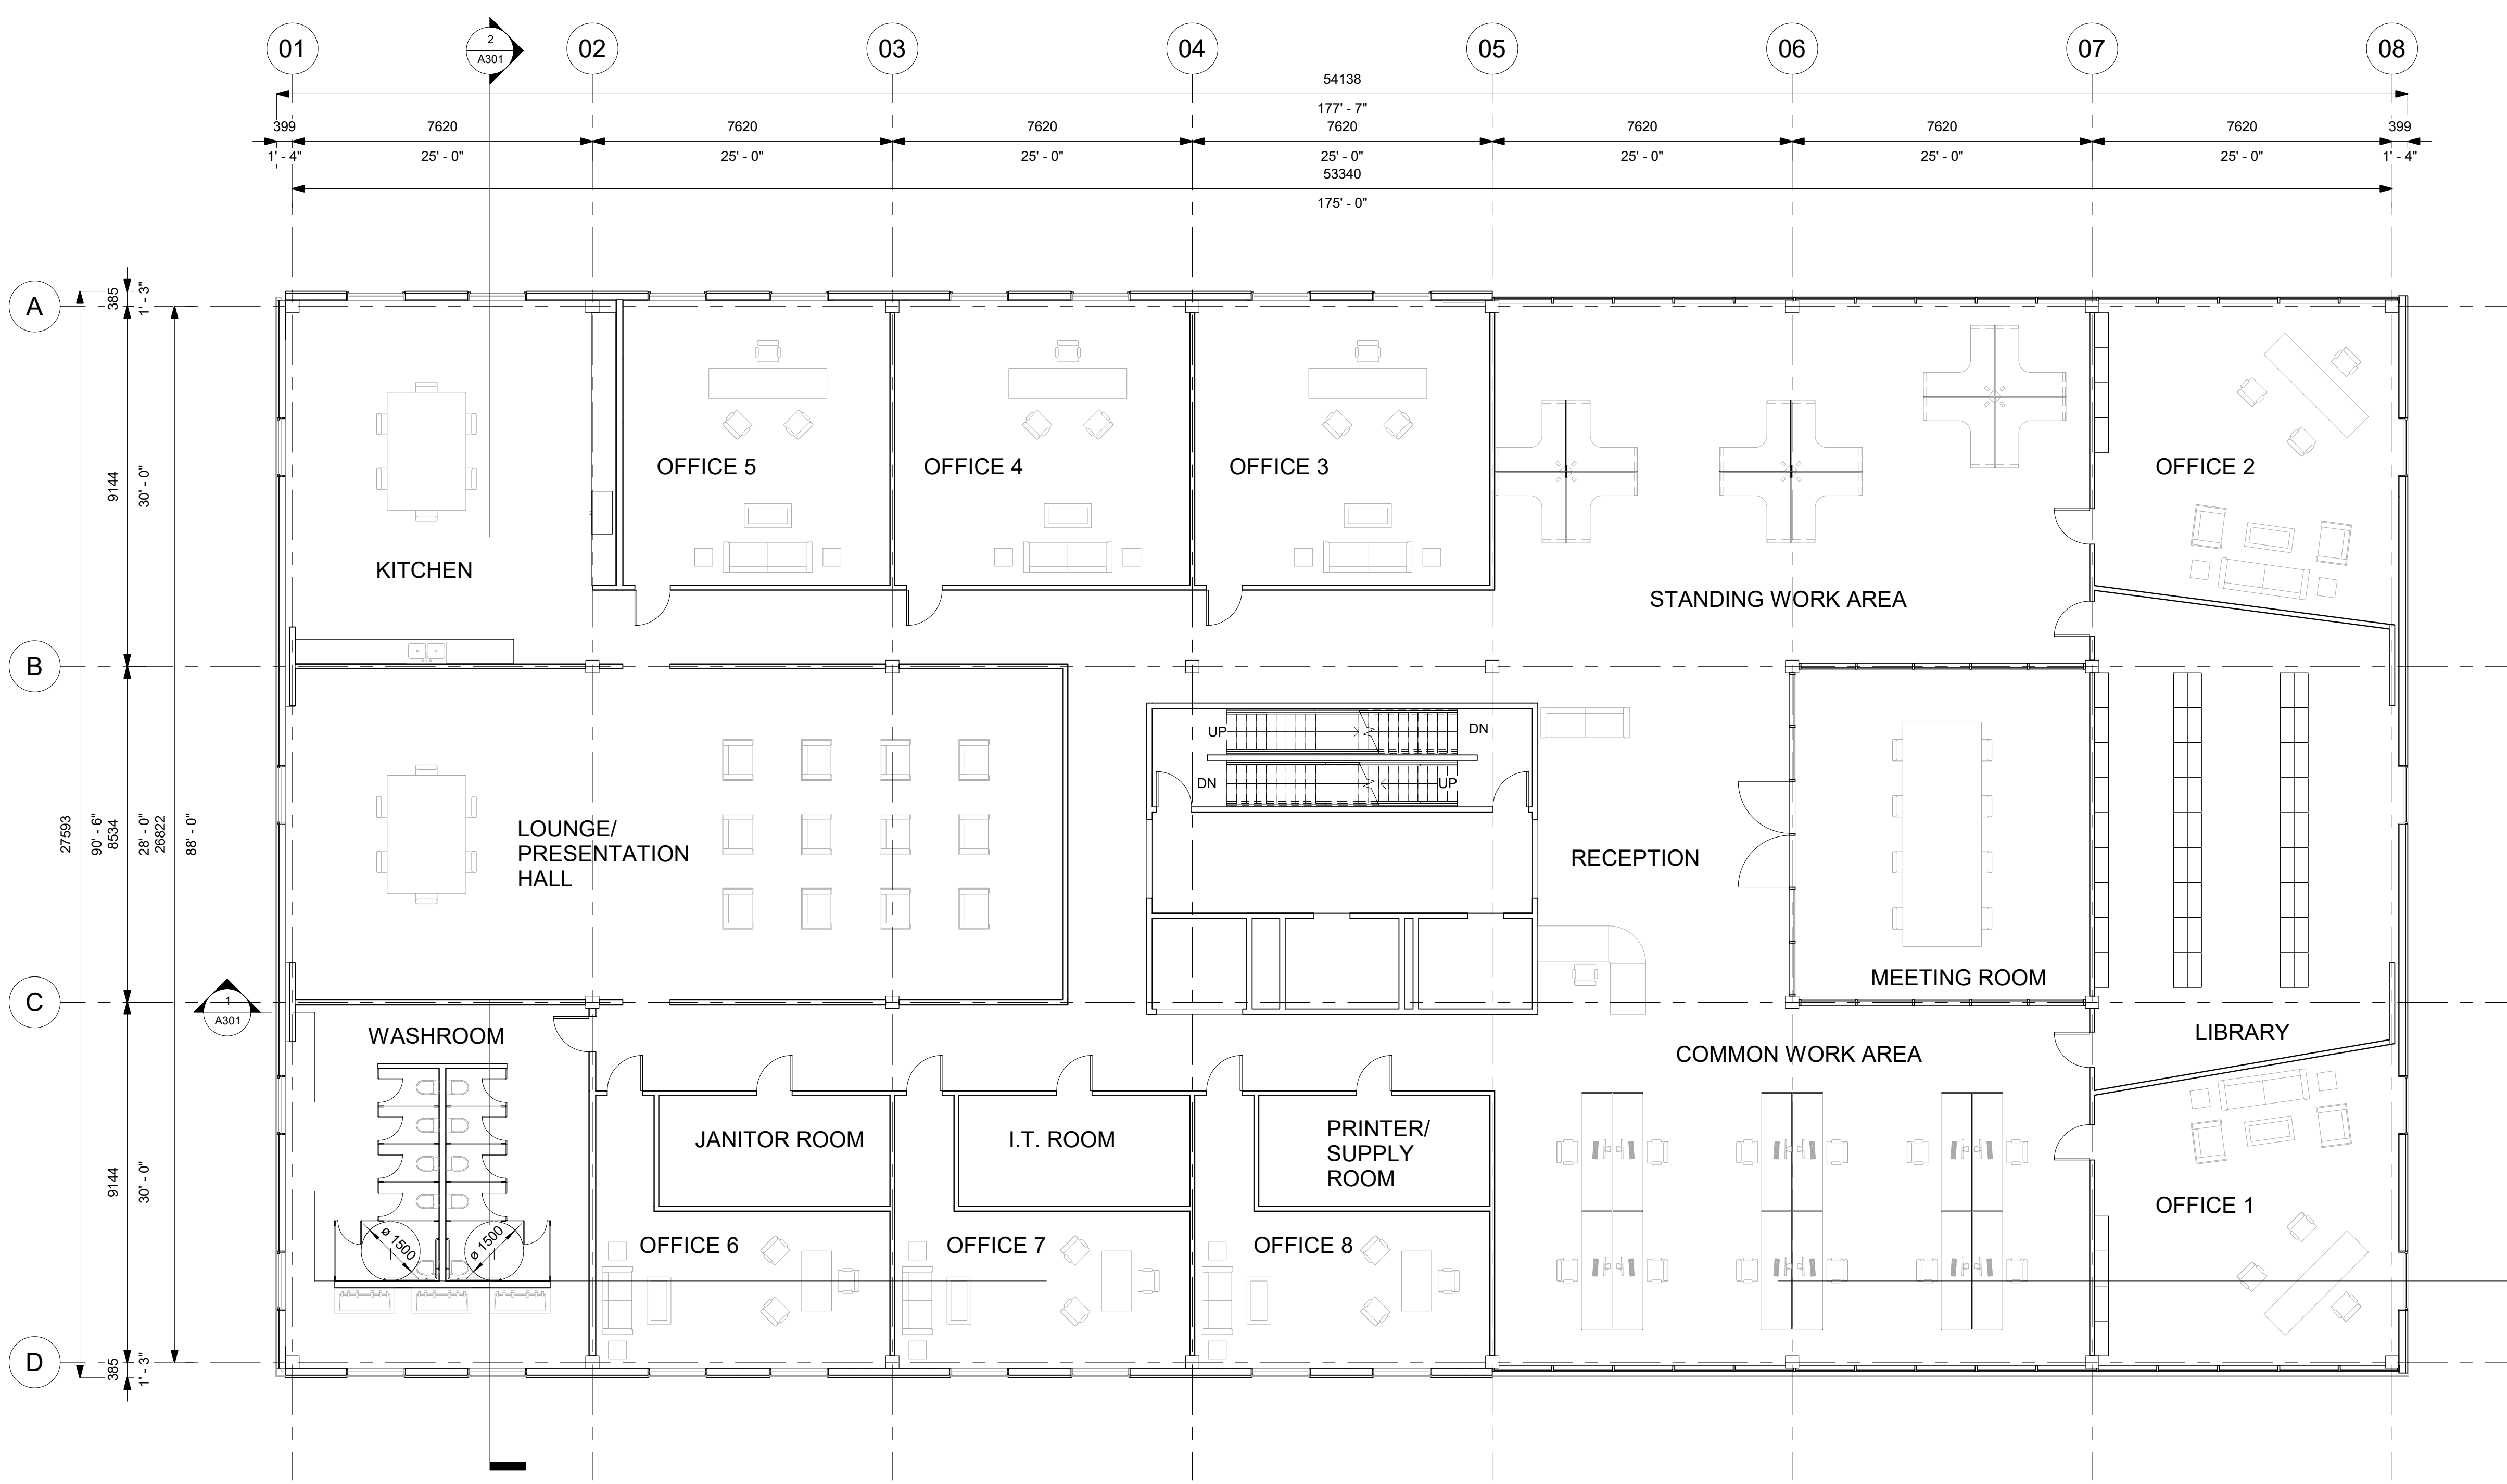 01
2
A301
02
03
04
05
06
07
08
54138
177' - 7"
399
7620
7620
7620
7620
7620
7620
7620
399
1' - 4"
25' - 0"
25' - 0"
25' - 0"
25' - 0"
25' - 0"
25' - 0"
25' - 0"
1' - 4"
53340
175' - 0"
A
385
1' - 3"
9144
30' - 0"
OFFICE 5
OFFICE 4
OFFICE 3
OFFICE 2
KITCHEN
STANDING WORK AREA
B
UP
DN
DN
UP
27593
90' - 6"
8534
28' - 0"
26822
88' - 0"
LOUNGE/
PRESENTATION
HALL
RECEPTION
MEETING ROOM
C
1
A301
WASHROOM
LIBRARY
COMMON WORK AREA
JANITOR ROOM
I.T. ROOM
PRINTER/
SUPPLY
ROOM
9144
30' - 0"
OFFICE 1
ø 1500
ø 1500
OFFICE 6
OFFICE 7
OFFICE 8
D
385
1' - 3"